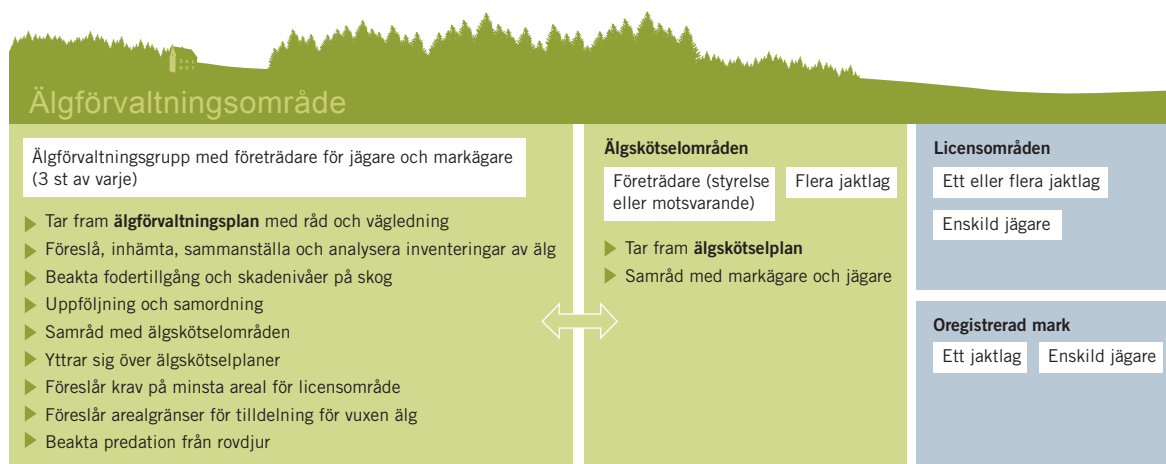 Älgförvaltningsområde
Älgförvaltningsgrupp med företrädare för jägare och markägare
(3 st av varje)
Tar fram älgförvaltningsplan med råd och vägledning
Föreslå, inhämta, sammanställa och analysera inventeringar av älg
Beakta fodertillgång och skadenivåer på skog
Uppföljning och samordning
Samråd med älgskötselområden
Yttrar sig över älgskötselplaner
Föreslår krav på minsta areal för licensområde
Föreslår arealgränser för tilldelning för vuxen älg
Beakta predation från rovdjur
Älgskötselområden
Företrädare (styrelse
eller motsvarande)
Flera jaktlag
Tar fram älgskötselplan
Samråd med markägare och jägare
Licensområden
Ett eller flera jaktlag
Enskild jägare
Oregistrerad mark
Ett jaktlag
Enskild jägare